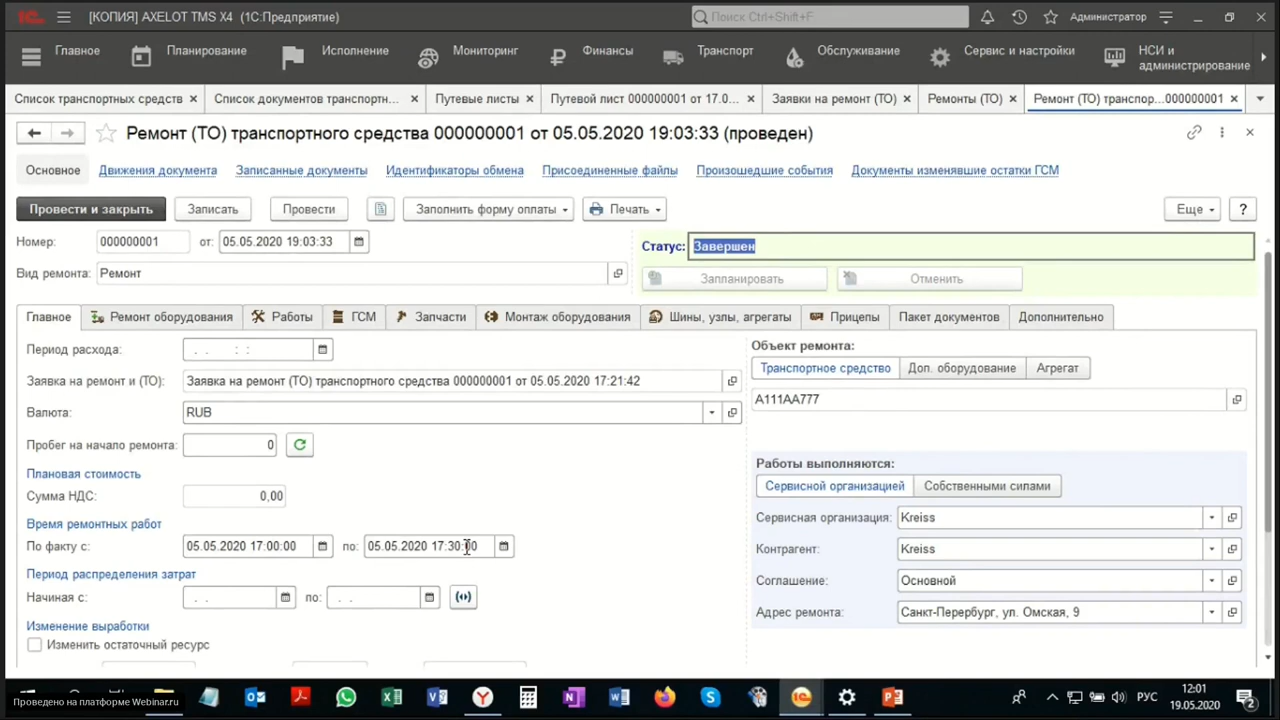 [КОПИЯ] AXELOT TMS X4 (1С:Предприятие)
Поиск Ctrl+Shift+F
Администратор
Главное
Планирование
Исполнение
Мониторинг
Финансы
Транспорт
Обслуживание
Сервис и настройки
НСИ и
администрирование
Список транспортных средств
Список документов транспортн...
Путевые листы
Путевой лист 000000001 от 17.0...
Заявки на ремонт (ТО)
Ремонты (ТО)
Ремонт (ТО) транспор...000000001
Ремонт (ТО) транспортного средства 000000001 от 05.05.2020 19:03:33 (проведен)
Основное
Движения документа
Записанные документы
Идентификаторы обмена
Присоединенные файлы
Произошедшие события
Документы изменявшие остатки ГСМ
Провести и закрыть
Записать
Провести
Заполнить форму оплаты
Печать
Еще
?
Номер: 000000001 от: 05.05.2020 19:03:33
Статус: Завершен
Вид ремонта: Ремонт
Запланировать
Отменить
Главное
Ремонт оборудования
Работы
ГСМ
Запчасти
Монтаж оборудования
Шины, узлы, агрегаты
Прицепы
Пакет документов
Дополнительно
Период расхода: . . : :
Объект ремонта:
Транспортное средство
Доп. оборудование
Агрегат
Заявка на ремонт и (ТО): Заявка на ремонт (ТО) транспортного средства 000000001 от 05.05.2020 17:21:42
А111АА777
Валюта: RUB
Пробег на начало ремонта: 0
Плановая стоимость
Работы выполняются:
Сумма НДС: 0,00
Сервисной организацией
Собственными силами
Время ремонтных работ
Сервисная организация: Kreiss
По факту с: 05.05.2020 17:00:00 по: 05.05.2020 17:30:00
Контрагент: Kreiss
Период распределения затрат
Соглашение: Основной
Начиная с: . . по: . .
Адрес ремонта: Санкт-Перербург, ул. Омская, 9
Изменение выработки
Изменить остаточный ресурс
Проведено на платформе Webinar.ru
РУС
12:01
19.05.2020
2